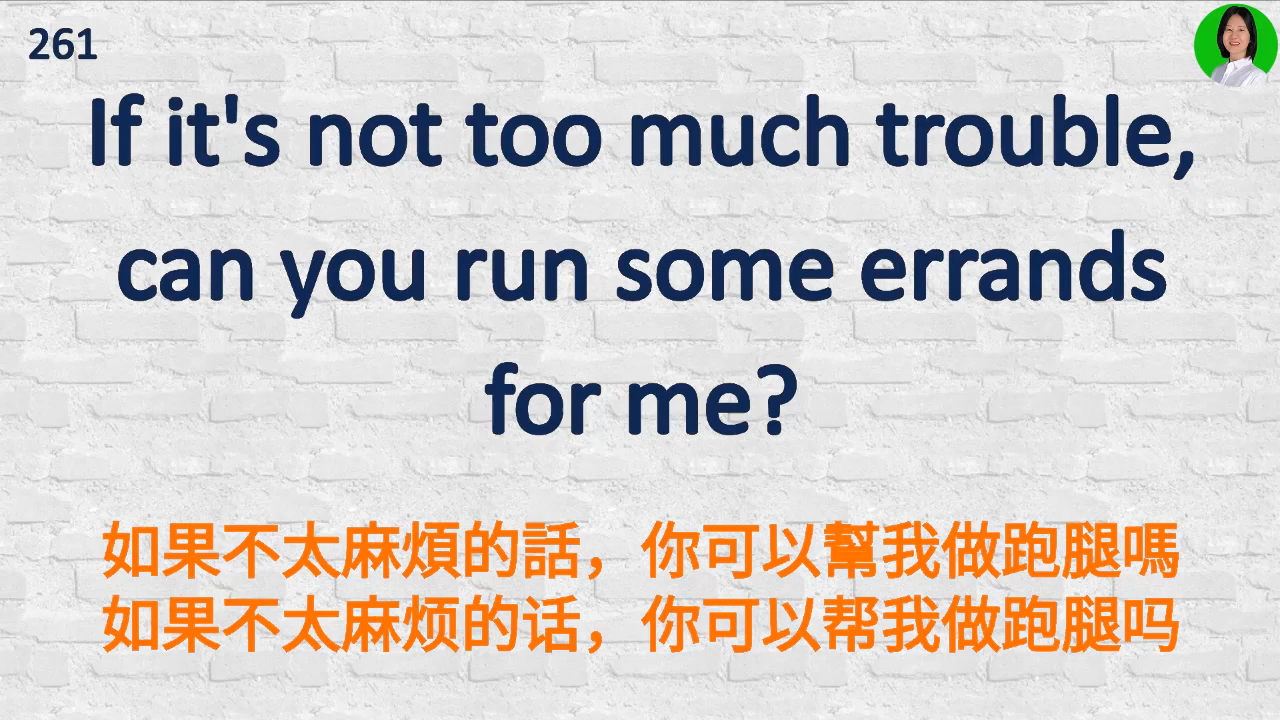 261
If it's not too much trouble,
can you run some errands
for me?
如果不太麻煩的話，你可以幫我做跑腿嗎
如果不太麻烦的话，你可以帮我做跑腿吗